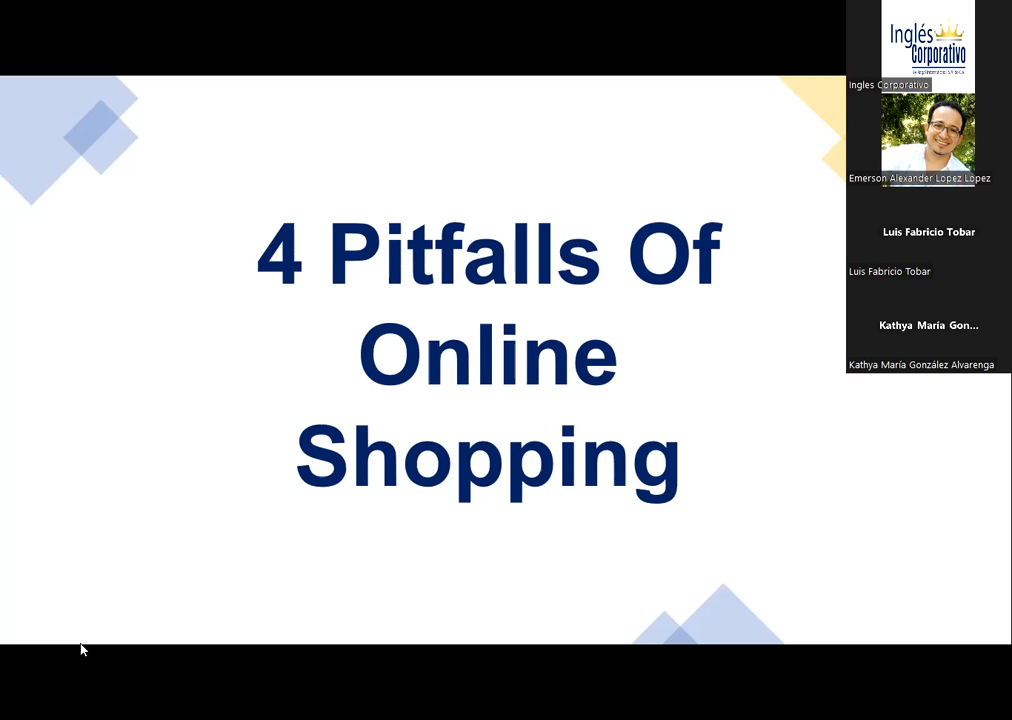 4 Pitfalls Of
Online
Shopping
Inglés
Corporativo
Ingles Corporativo
Emerson Alexander Lopez Lopez
Luis Fabricio Tobar
Luis Fabricio Tobar
Kathya María Gon...
Kathya María González Alvarenga